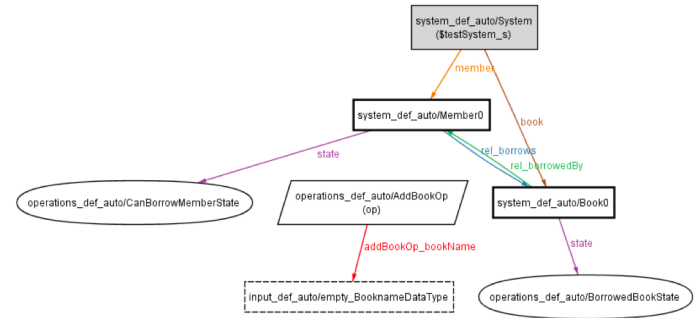 system_def_auto/System
($testSystem_s)
member
system_def_auto/Member0
book
rel_borrows
rel_borrowedBy
state
operations_def_auto/CanBorrowMemberState
operations_def_auto/AddBookOp
(op)
system_def_auto/Book0
addBookOp_bookName
state
input_def_auto/empty_BooknameDataType
operations_def_auto/BorrowedBookState